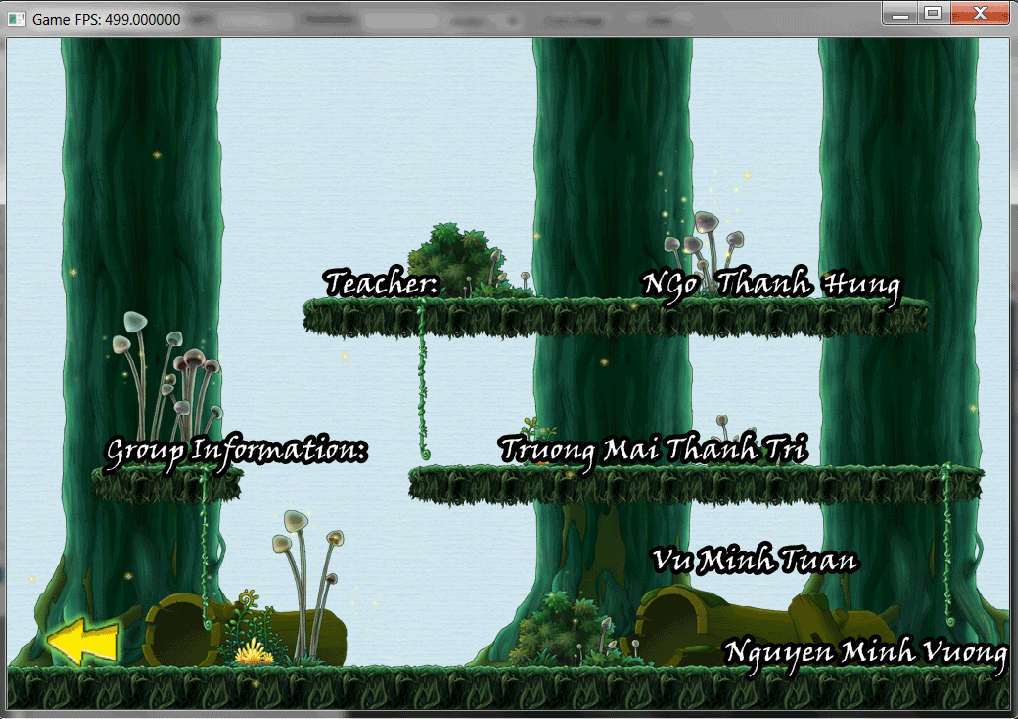 Game FPS: 499.000000
Teacher: NGo Thanh Hung
Group Information: Truong Mai Thanh Tri
Vu Minh Tuan
Nguyen Minh Vuong